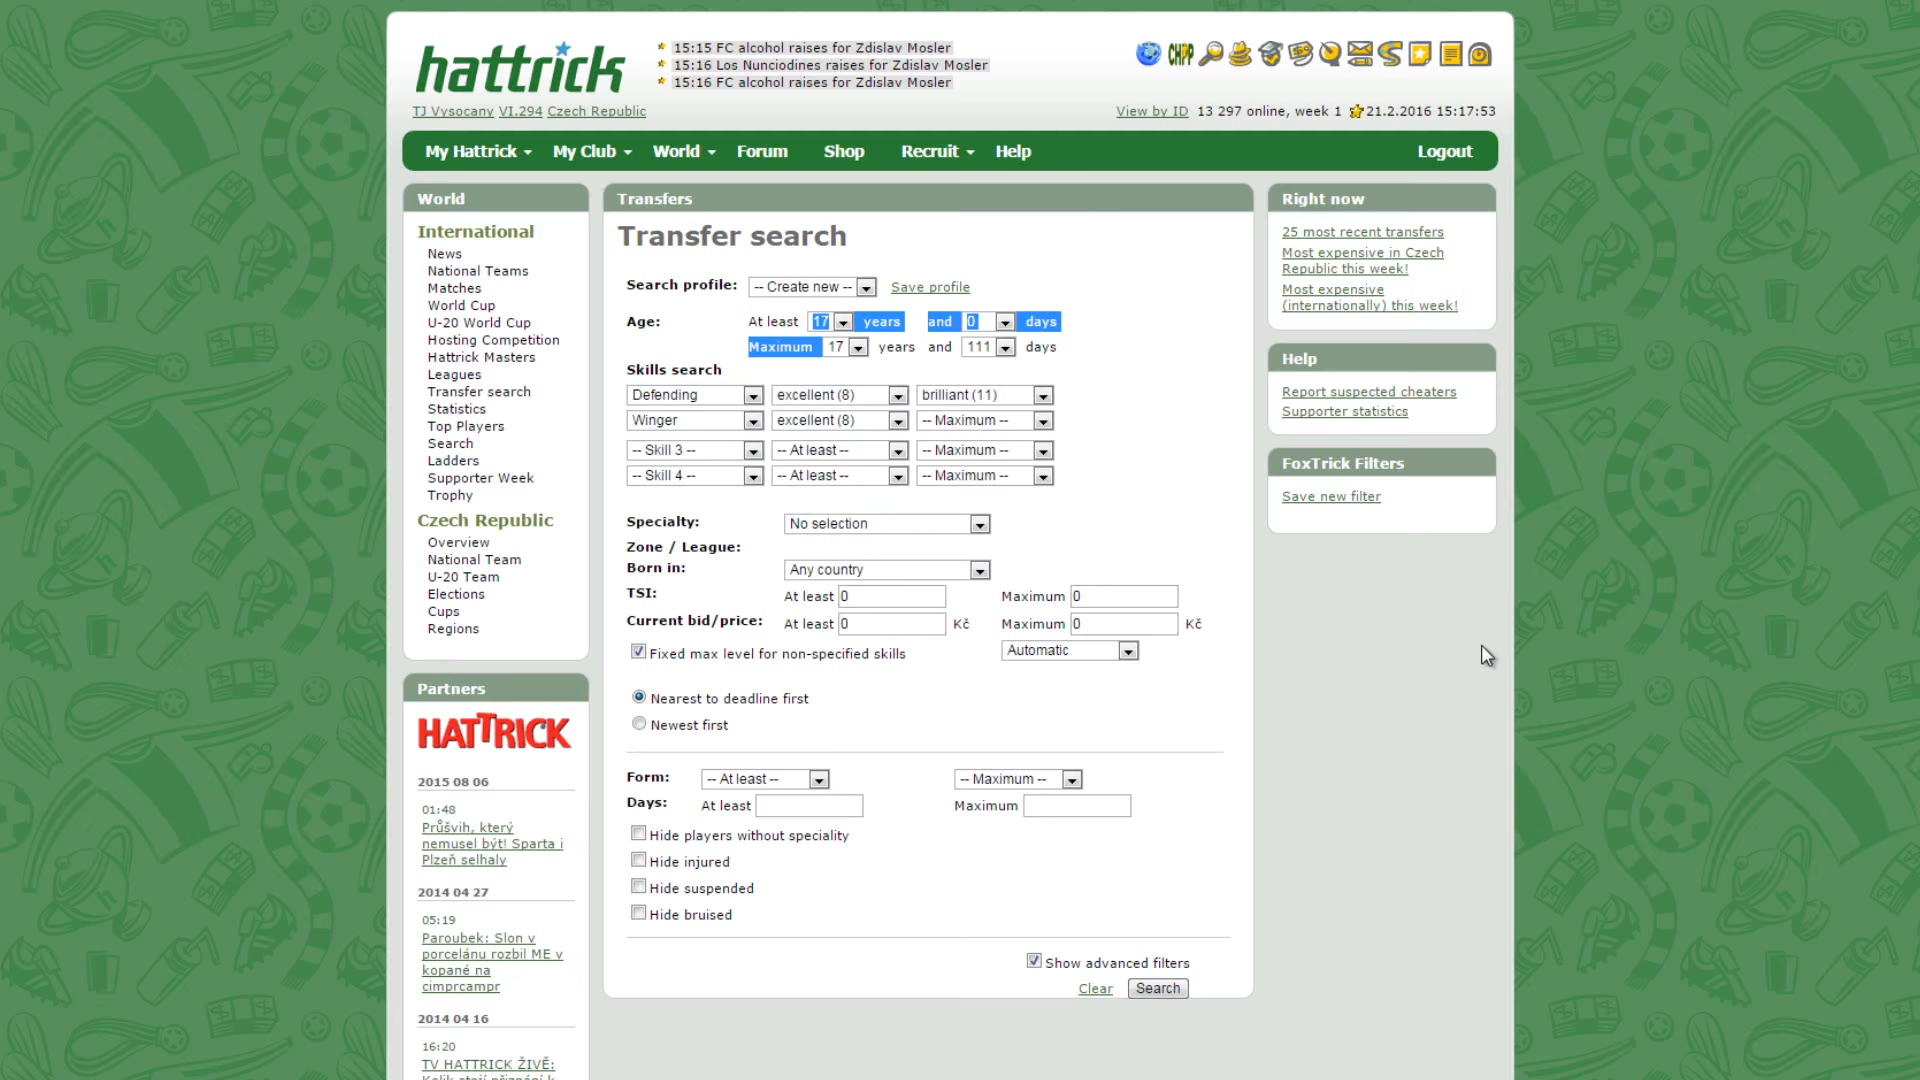 hattrick
15:15 FC alcohol raises for Zdislav Mosler
15:16 Los Nunciodines raises for Zdislav Mosler
15:16 FC alcohol raises for Zdislav Mosler
CHPP
TJ Vysocany VI.294 Czech Republic
View by ID 13 297 online, week 1 21.2.2016 15:17:53
My Hattrick My Club World Forum Shop Recruit Help Logout
World
International
News
National Teams
Matches
World Cup
U-20 World Cup
Hosting Competition
Hattrick Masters
Leagues
Transfer search
Statistics
Top Players
Search
Ladders
Supporter Week
Trophy
Czech Republic
Overview
National Team
U-20 Team
Elections
Cups
Regions
Partners
HATTRICK
2015 08 06
01:48
Průšvih, který
nemusel být! Sparta i
Plzeň selhaly
2014 04 27
05:19
Paroubek: Slon v
porcelánu rozbil ME v
kopané na
cimprcampr
2014 04 16
16:20
TV HATTRICK ŽIVĚ:
Transfers
Transfer search
Search profile: -- Create new -- Save profile
Age: At least 17 years and 0 days
Maximum 17 years and 111 days
Skills search
Defending excellent (8) brilliant (11)
Winger excellent (8) -- Maximum --
-- Skill 3 -- -- At least -- -- Maximum --
-- Skill 4 -- -- At least -- -- Maximum --
Specialty: No selection
Zone / League:
Born in: Any country
TSI: At least 0 Maximum 0
Current bid/price: At least 0 Kč Maximum 0 Kč
Fixed max level for non-specified skills Automatic
Nearest to deadline first
Newest first
Form: -- At least -- -- Maximum --
Days: At least Maximum
Hide players without speciality
Hide injured
Hide suspended
Hide bruised
Show advanced filters
Clear Search
Right now
25 most recent transfers
Most expensive in Czech
Republic this week!
Most expensive
(internationally) this week!
Help
Report suspected cheaters
Supporter statistics
FoxTrick Filters
Save new filter